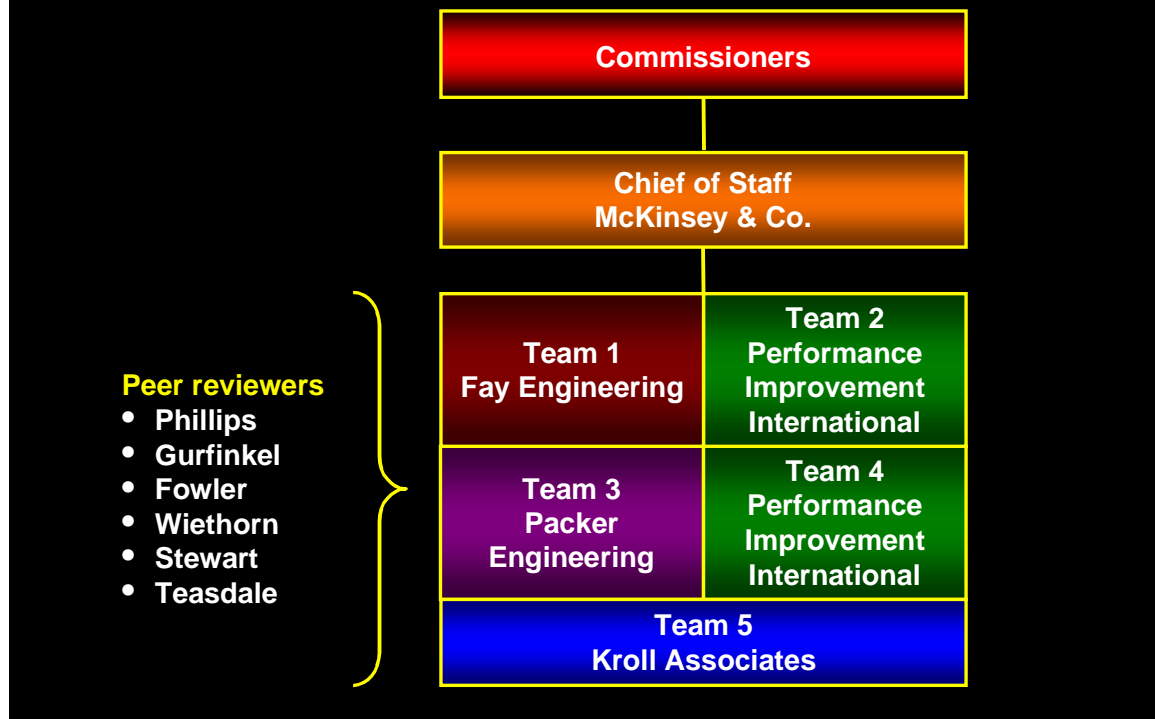 Commissioners
Chief of Staff
McKinsey & Co.
Peer reviewers
• Phillips
• Gurfinkel
• Fowler
• Wiethorn
• Stewart
• Teasdale
Team 1
Fay Engineering
Team 2
Performance
Improvement
International
Team 3
Packer
Engineering
Team 4
Performance
Improvement
International
Team 5
Kroll Associates